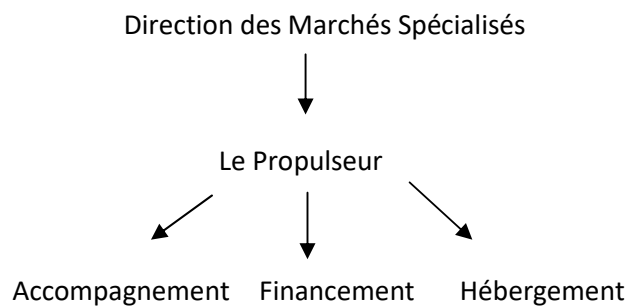 Direction des Marchés Spécialisés
Le Propulseur
Accompagnement Financement Hébergement